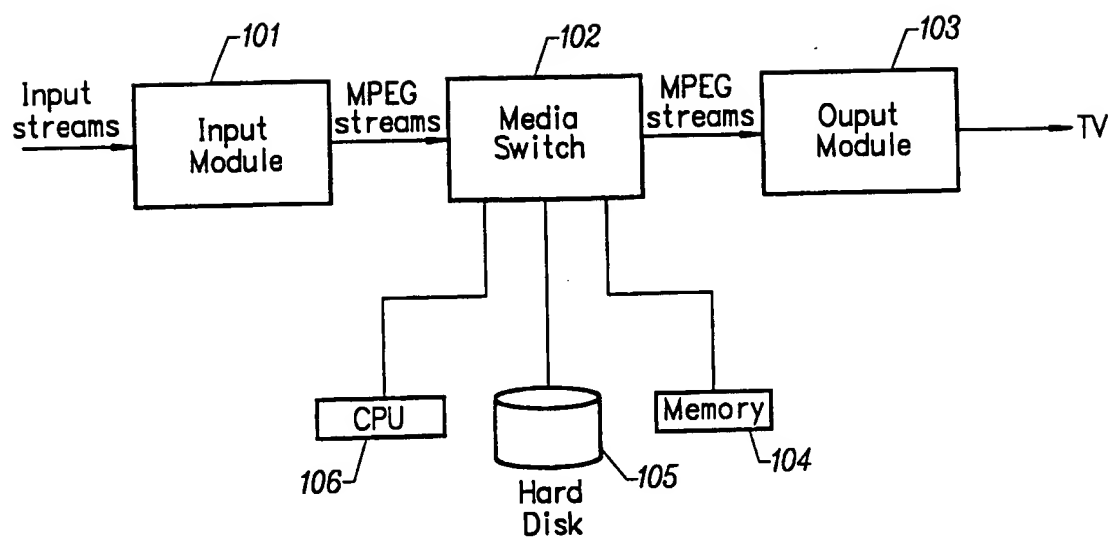 101
102
103
Input
streams
Input
Module
MPEG
streams
Media
Switch
MPEG
streams
Ouput
Module
TV
CPU
106
105
Hard
Disk
Memory
104